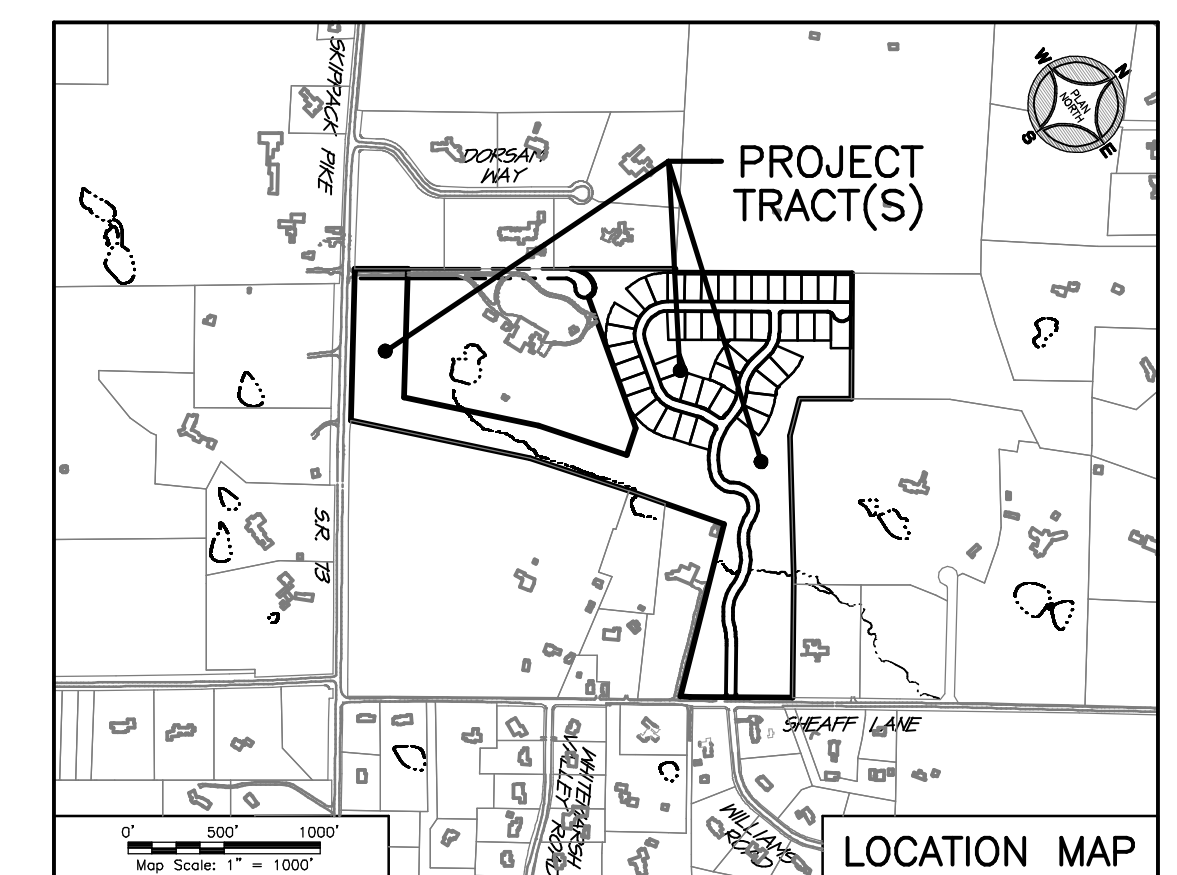 SKIPPACK PIKE
W
N
PLAN
NORTH
S
E
DORSAM
WAY
PROJECT
TRACT(S)
S.R. 73
SHEAFF LANE
WHITEMARSH
VALLEY ROAD
WILLIAMS
ROAD
0' 500' 1000'
Map Scale: 1" = 1000'
LOCATION MAP